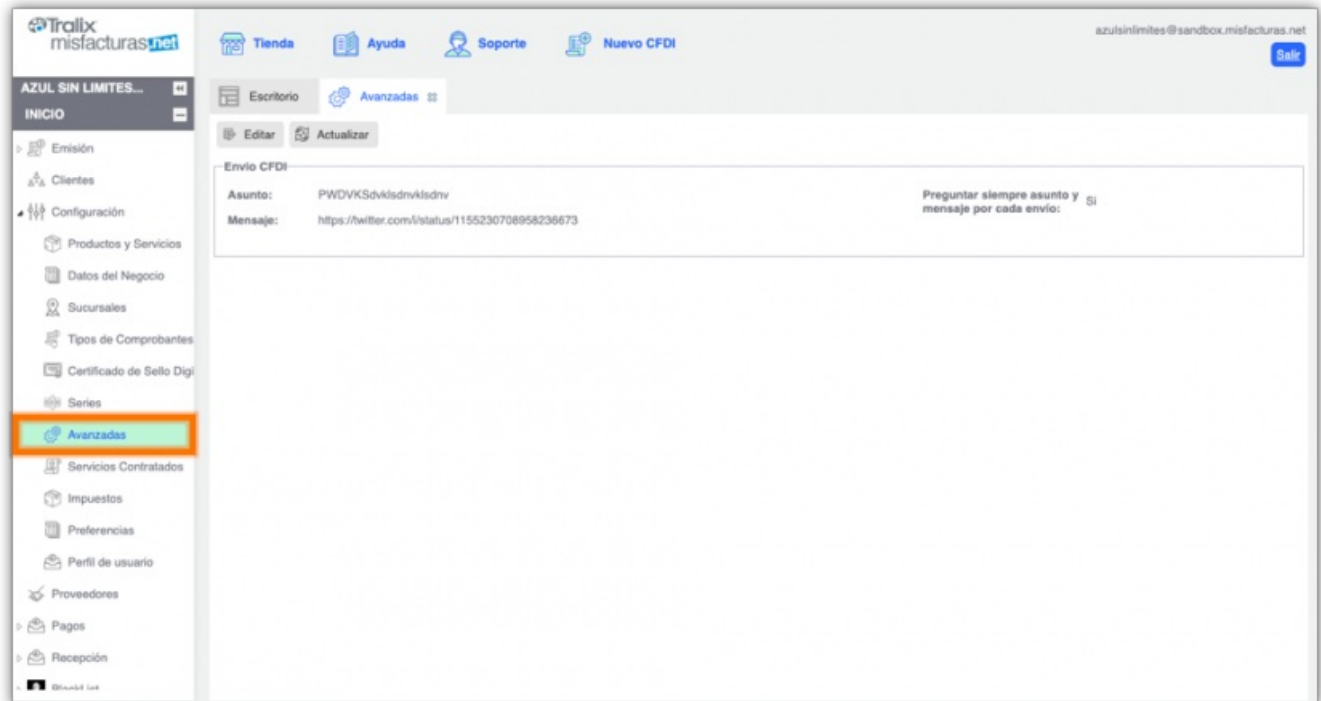 Tralix
misfacturas.net
Tienda
Ayuda
Soporte
Nuevo CFDI
azulsinlimites@sandbox.misfacturas.net
Salir
AZUL SIN LIMITES...
INICIO
Escritorio
Avanzadas
Editar
Actualizar
Emisión
Clientes
Configuración
Productos y Servicios
Datos del Negocio
Sucursales
Tipos de Comprobantes
Certificado de Sello Digi
Series
Avanzadas
Servicios Contratados
Impuestos
Preferencias
Perfil de usuario
Proveedores
Pagos
Recepción
Envio CFDI
Asunto: PWDVKSdvklsdnvklsdnv
Mensaje: https://twitter.com/i/status/1155230708958236673
Preguntar siempre asunto y
mensaje por cada envío: Si